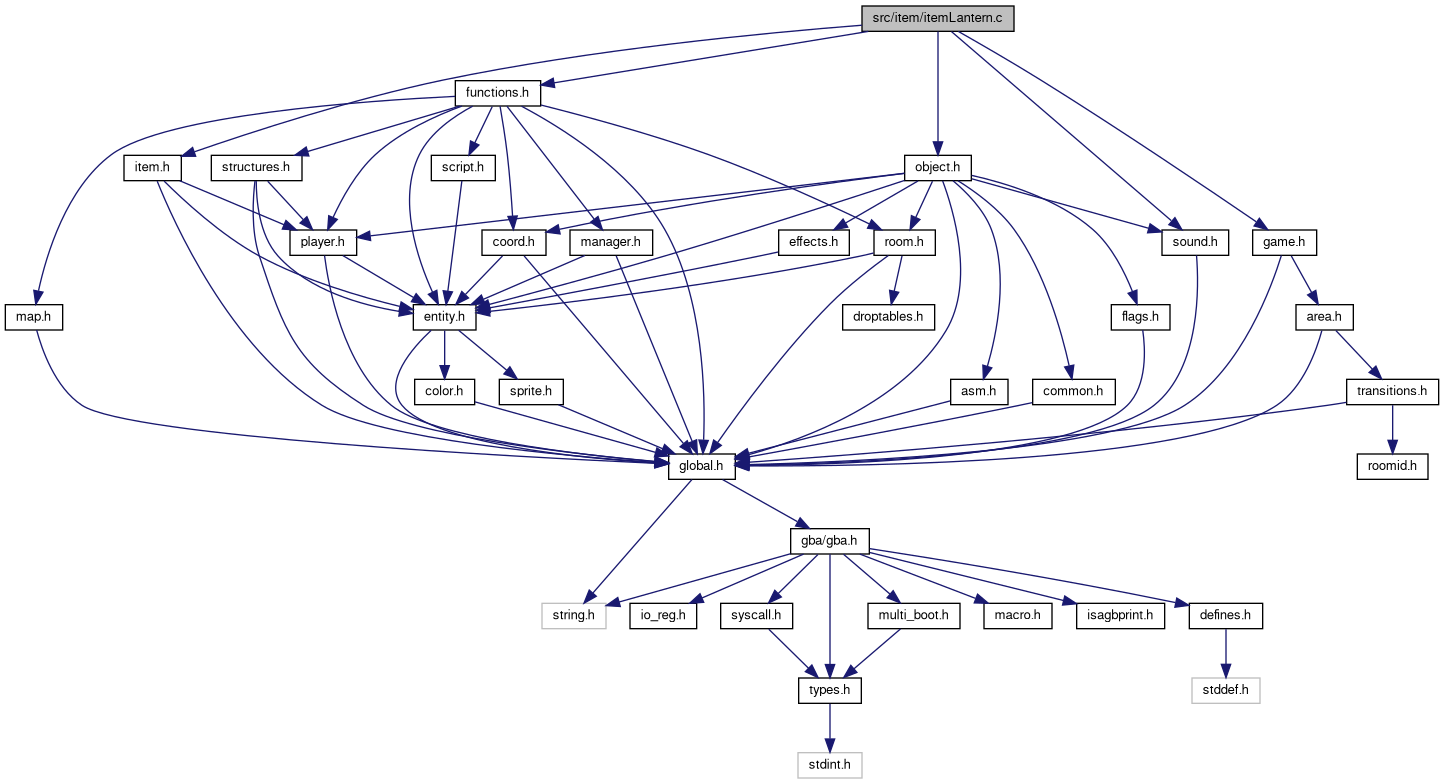 src/item/itemLantern.c
functions.h
item.h
structures.h
script.h
object.h
player.h
coord.h
manager.h
effects.h
room.h
sound.h
game.h
map.h
entity.h
droptables.h
flags.h
area.h
color.h
sprite.h
asm.h
common.h
transitions.h
global.h
roomid.h
gba/gba.h
string.h
io_reg.h
syscall.h
multi_boot.h
macro.h
isagbprint.h
defines.h
types.h
stddef.h
stdint.h